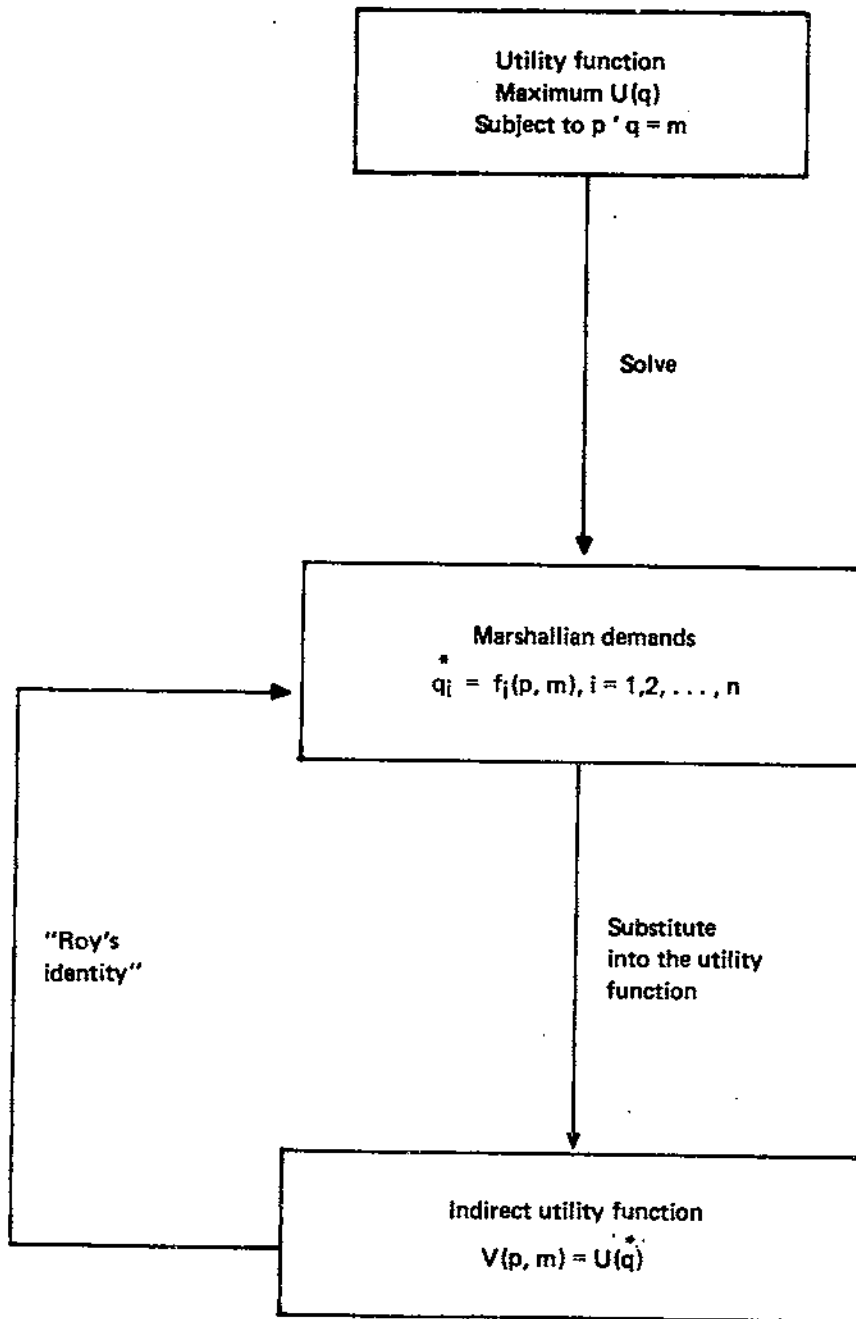 Utility function
Maximum U(q)
Subject to p ' q = m
Solve
Marshallian demands
q*i = fi(p, m), i = 1,2, . . . , n
"Roy's
identity"
Substitute
into the utility
function
Indirect utility function
V(p, m) = U(q*)